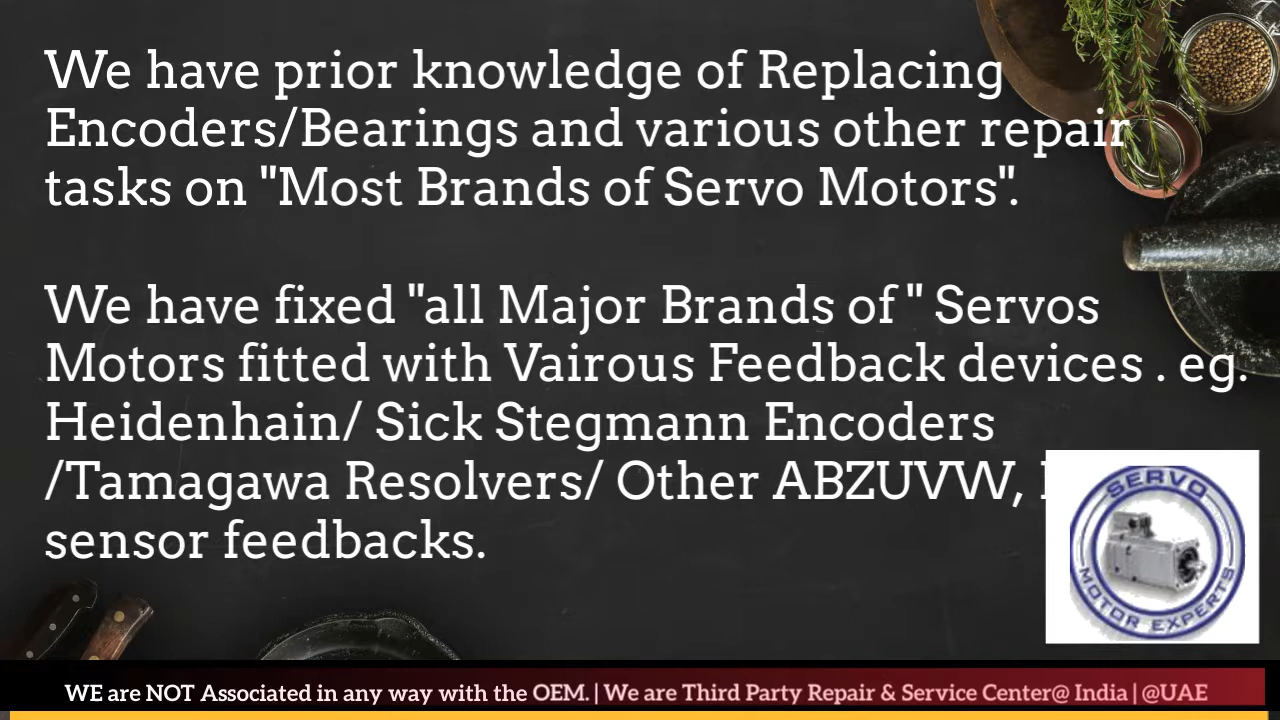 We have prior knowledge of Replacing
Encoders/Bearings and various other repair
tasks on "Most Brands of Servo Motors".
We have fixed "all Major Brands of " Servos
Motors fitted with Vairous Feedback devices . eg.
Heidenhain/ Sick Stegmann Encoders
/Tamagawa Resolvers/ Other ABZUVW,
sensor feedbacks.
SERVO
MOTOR EXPERTS
WE are NOT Associated in any way with the OEM. | We are Third Party Repair & Service Center@ India | @UAE